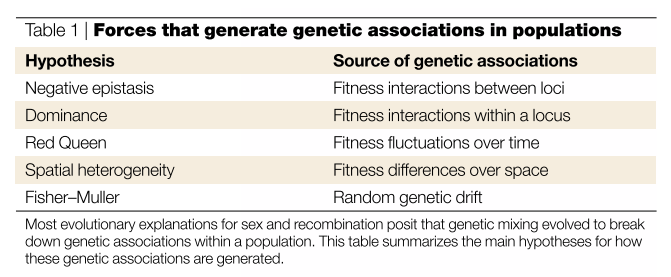 Table 1 | Forces that generate genetic associations in populations
Hypothesis Source of genetic associations
Negative epistasis Fitness interactions between loci
Dominance Fitness interactions within a locus
Red Queen Fitness fluctuations over time
Spatial heterogeneity Fitness differences over space
Fisher–Muller Random genetic drift
Most evolutionary explanations for sex and recombination posit that genetic mixing evolved to break
down genetic associations within a population. This table summarizes the main hypotheses for how
these genetic associations are generated.